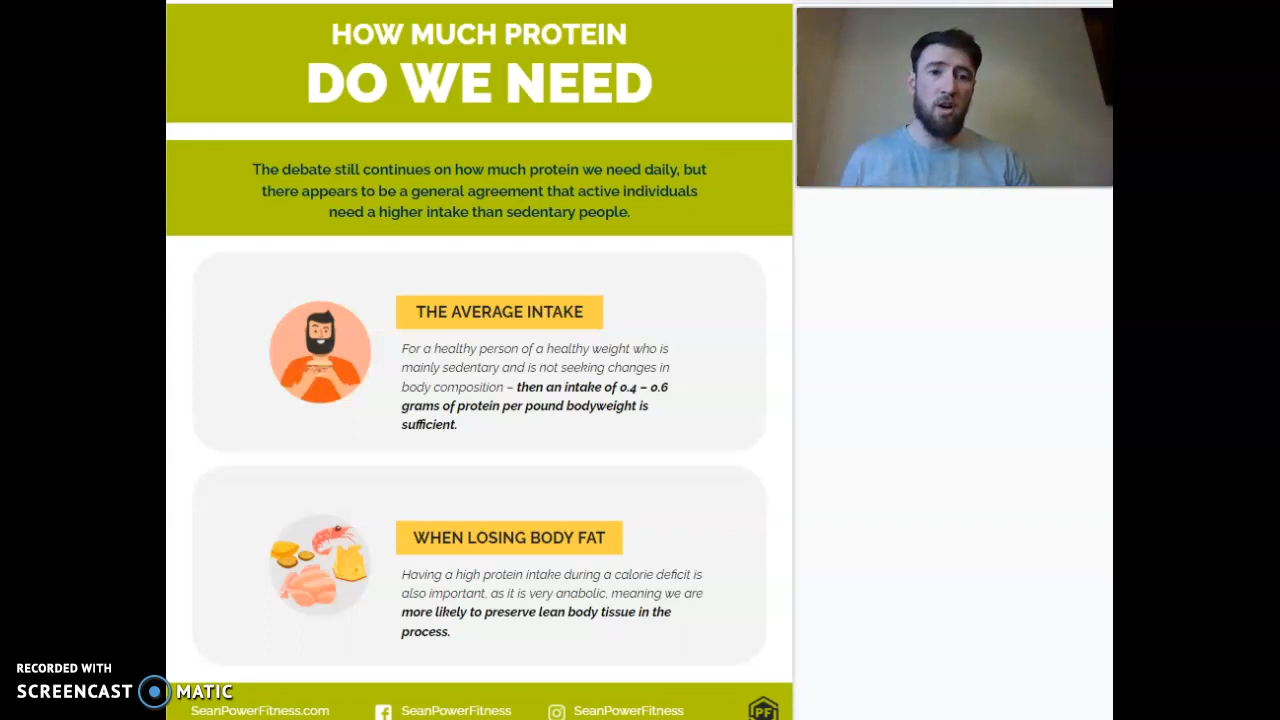 HOW MUCH PROTEIN
DO WE NEED
The debate still continues on how much protein we need daily, but
there appears to be a general agreement that active individuals
need a higher intake than sedentary people.
THE AVERAGE INTAKE
For a healthy person of a healthy weight who is
mainly sedentary and is not seeking changes in
body composition – then an intake of 0.4 – 0.6
grams of protein per pound bodyweight is
sufficient.
WHEN LOSING BODY FAT
Having a high protein intake during a calorie deficit is
also important, as it is very anabolic, meaning we are
more likely to preserve lean body tissue in the
process.
RECORDED WITH
SCREENCAST MATIC
SeanPowerFitness.com
SeanPowerFitness
SeanPowerFitness
PF